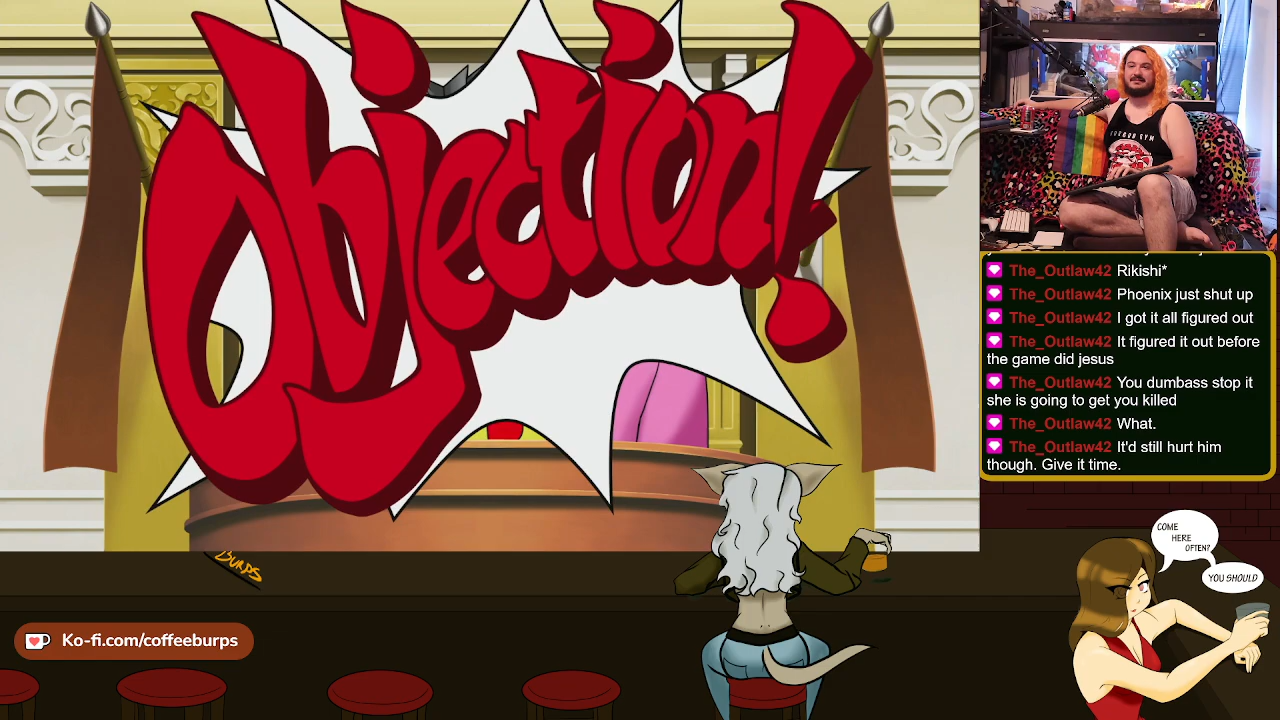 Objection!
The_Outlaw42 Rikishi*
The_Outlaw42 Phoenix just shut up
The_Outlaw42 I got it all figured out
The_Outlaw42 It figured it out before
the game did jesus
The_Outlaw42 You dumbass stop it
she is going to get you killed
The_Outlaw42 What.
The_Outlaw42 It'd still hurt him
though. Give it time.
COME
HERE
OFTEN?
YOU SHOULD
BURPS
Ko-fi.com/coffeeburps